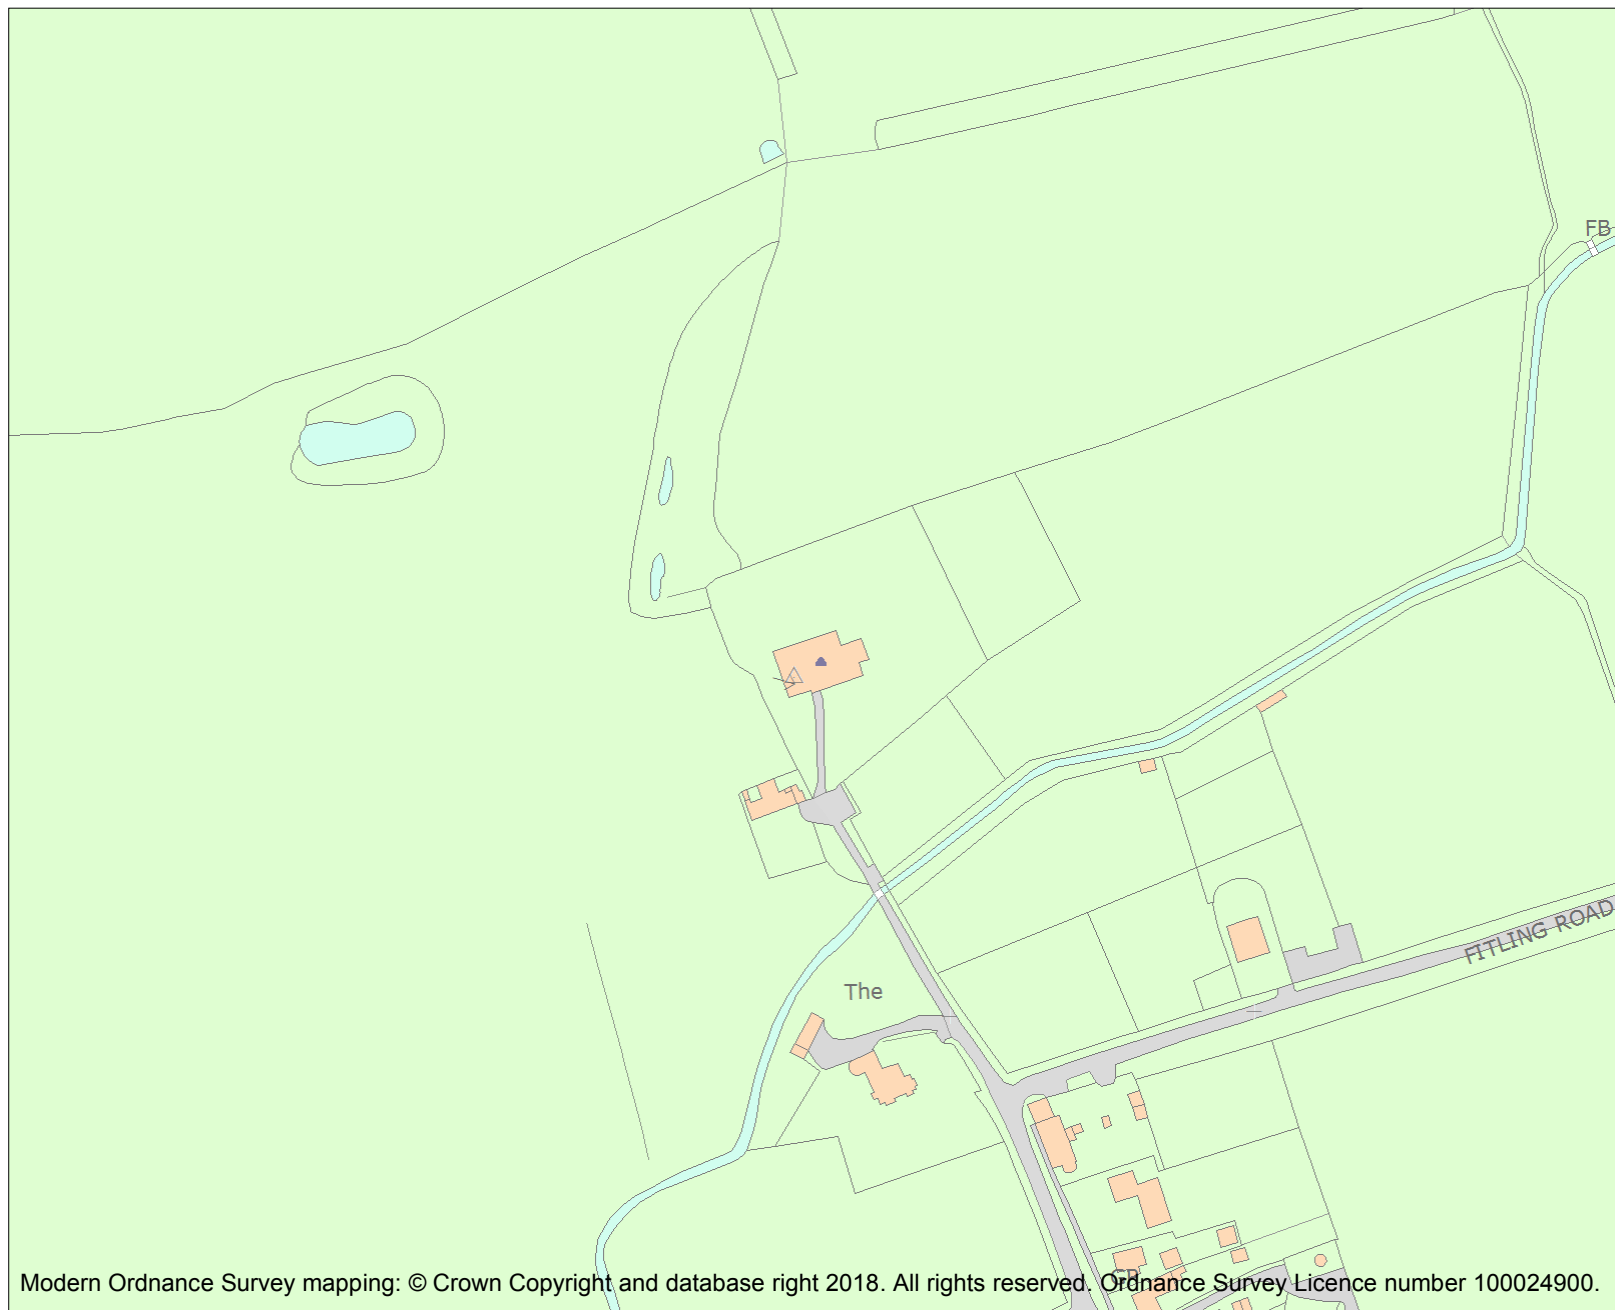 FB
FITLING ROAD
The
GP
Modern Ordnance Survey mapping: © Crown Copyright and database right 2018. All rights reserved. Ordnance Survey Licence number 100024900.